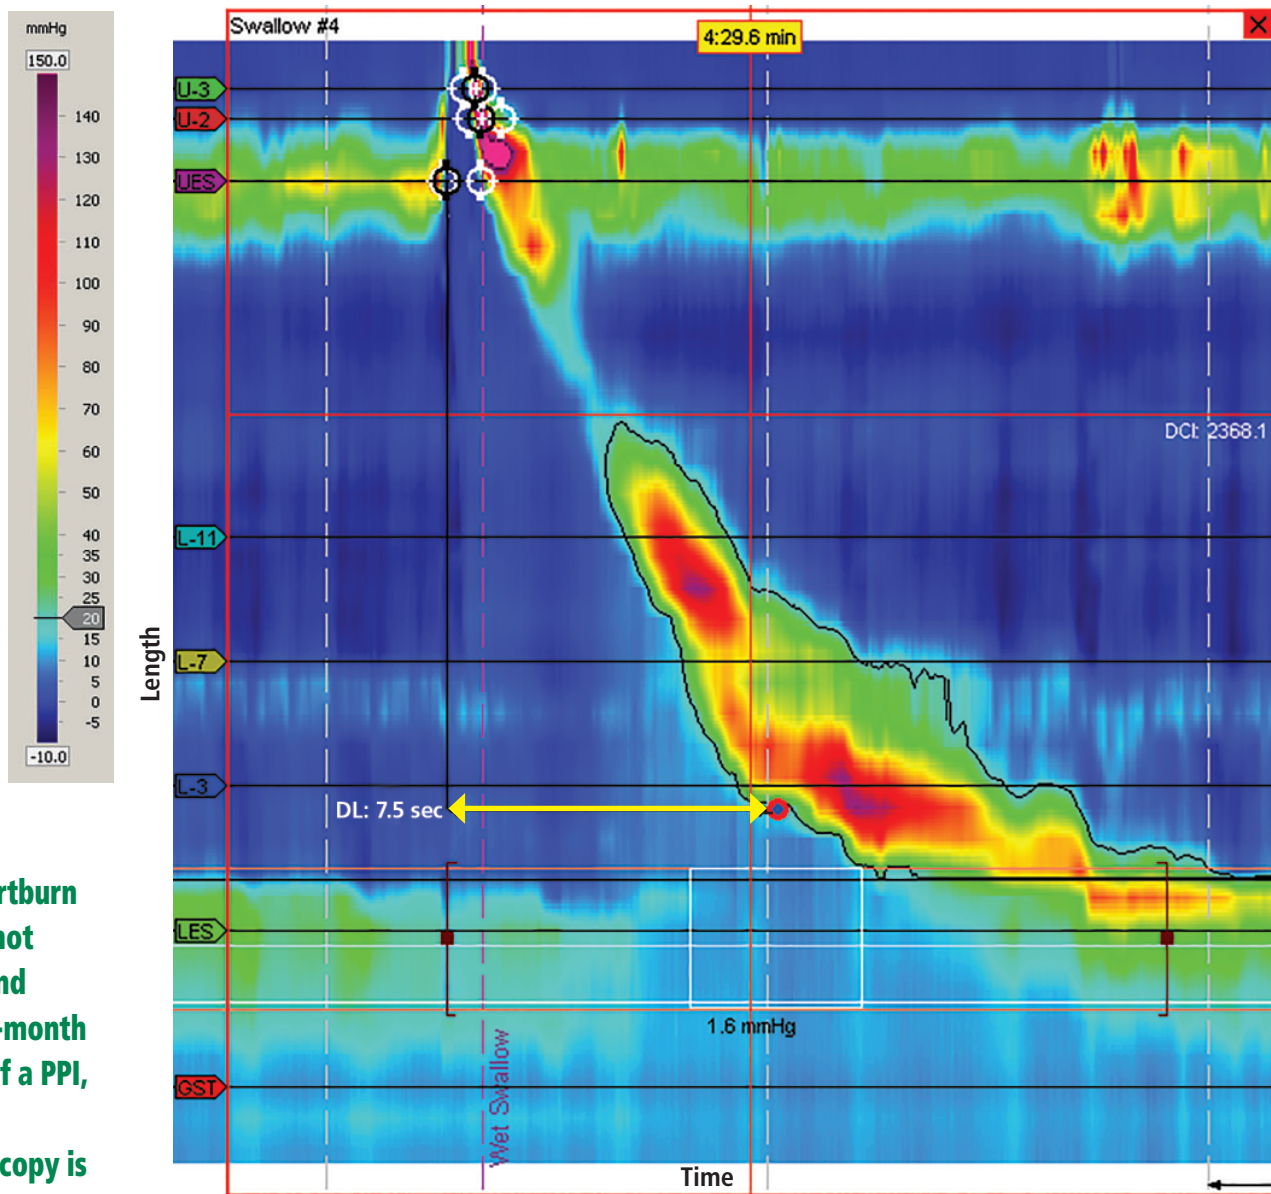 mmHg
150.0
140
130
120
110
100
90
80
70
60
50
40
35
30
25
20
15
10
5
0
-5
-10.0
Swallow #4
4:29.6 min
U-3
U-2
UES
DCI: 2368.1
L-11
L-7
Length
L-3
DL: 7.5 sec
LES
1.6 mmHg
GST
Wet Swallow
Time
rtburn
not
nd
-month
f a PPI,
copy is